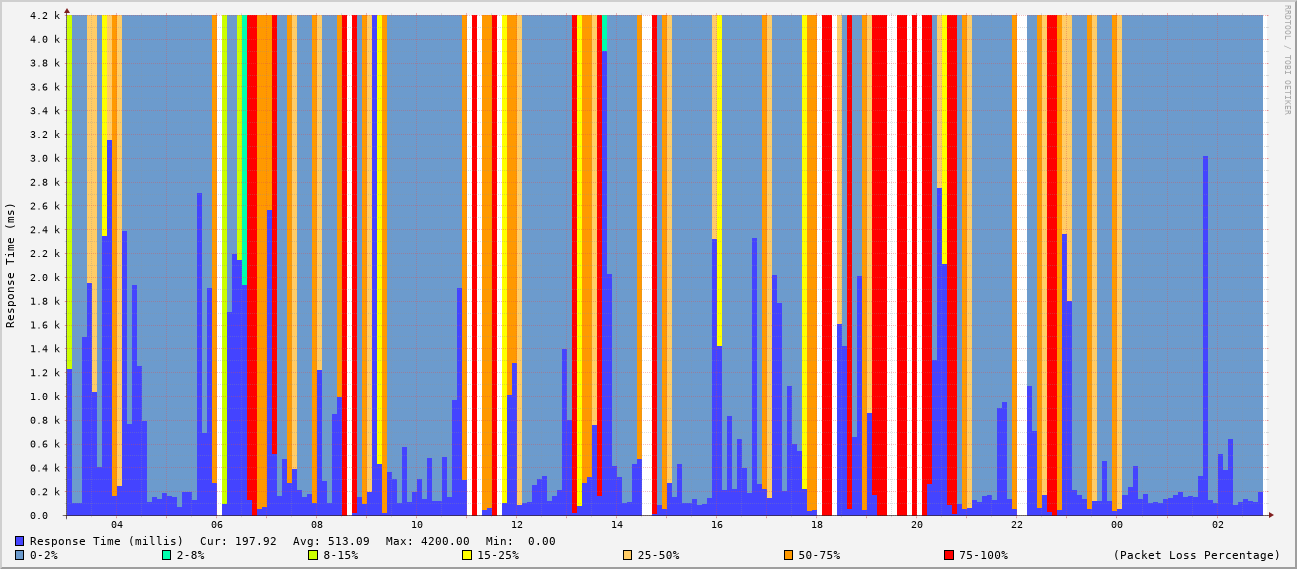 RRDTOOL / TOBI OETIKER
Response Time (ms)
4.2 k
4.0 k
3.8 k
3.6 k
3.4 k
3.2 k
3.0 k
2.8 k
2.6 k
2.4 k
2.2 k
2.0 k
1.8 k
1.6 k
1.4 k
1.2 k
1.0 k
0.8 k
0.6 k
0.4 k
0.2 k
0.0
04 06 08 10 12 14 16 18 20 22 00 02
Response Time (millis) Cur: 197.92 Avg: 513.09 Max: 4200.00 Min: 0.00
0-2% 2-8% 8-15% 15-25% 25-50% 50-75% 75-100% (Packet Loss Percentage)